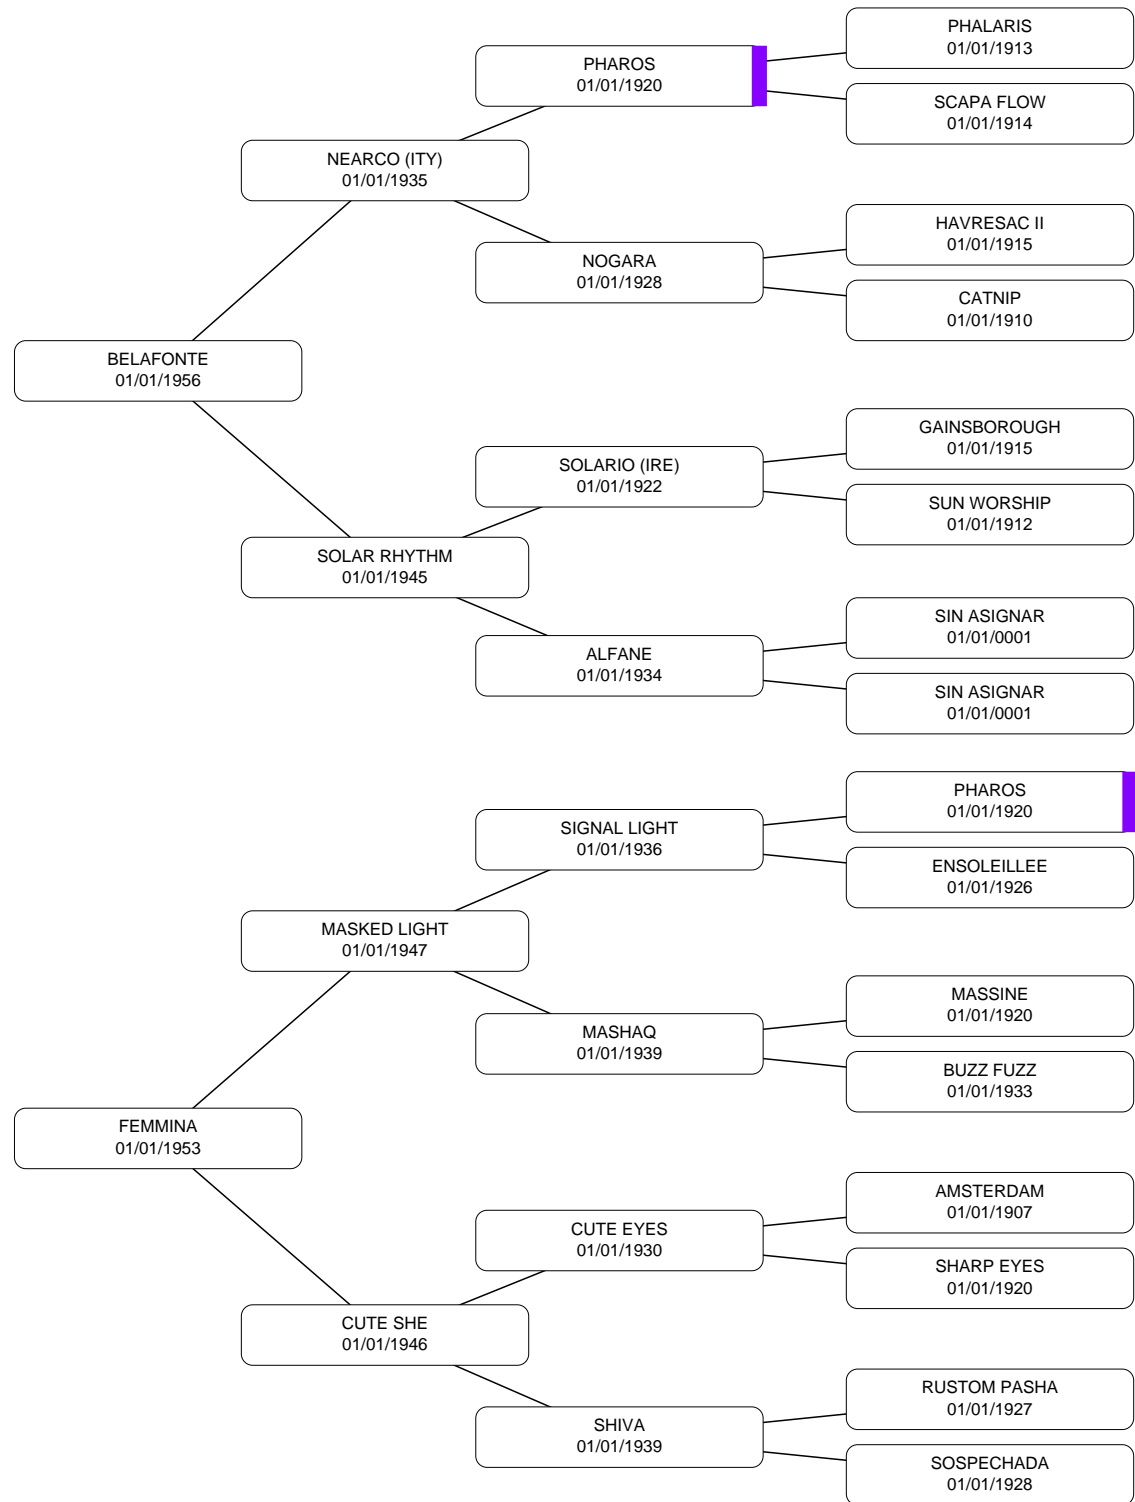 PHALARIS
01/01/1913
PHAROS
01/01/1920
SCAPA FLOW
01/01/1914
NEARCO (ITY)
01/01/1935
HAVRESAC II
01/01/1915
NOGARA
01/01/1928
CATNIP
01/01/1910
BELAFONTE
01/01/1956
GAINSBOROUGH
01/01/1915
SOLARIO (IRE)
01/01/1922
SUN WORSHIP
01/01/1912
SOLAR RHYTHM
01/01/1945
SIN ASIGNAR
01/01/0001
ALFANE
01/01/1934
SIN ASIGNAR
01/01/0001
PHAROS
01/01/1920
SIGNAL LIGHT
01/01/1936
ENSOLEILLEE
01/01/1926
MASKED LIGHT
01/01/1947
MASSINE
01/01/1920
MASHAQ
01/01/1939
BUZZ FUZZ
01/01/1933
FEMMINA
01/01/1953
AMSTERDAM
01/01/1907
CUTE EYES
01/01/1930
SHARP EYES
01/01/1920
CUTE SHE
01/01/1946
RUSTOM PASHA
01/01/1927
SHIVA
01/01/1939
SOSPECHADA
01/01/1928